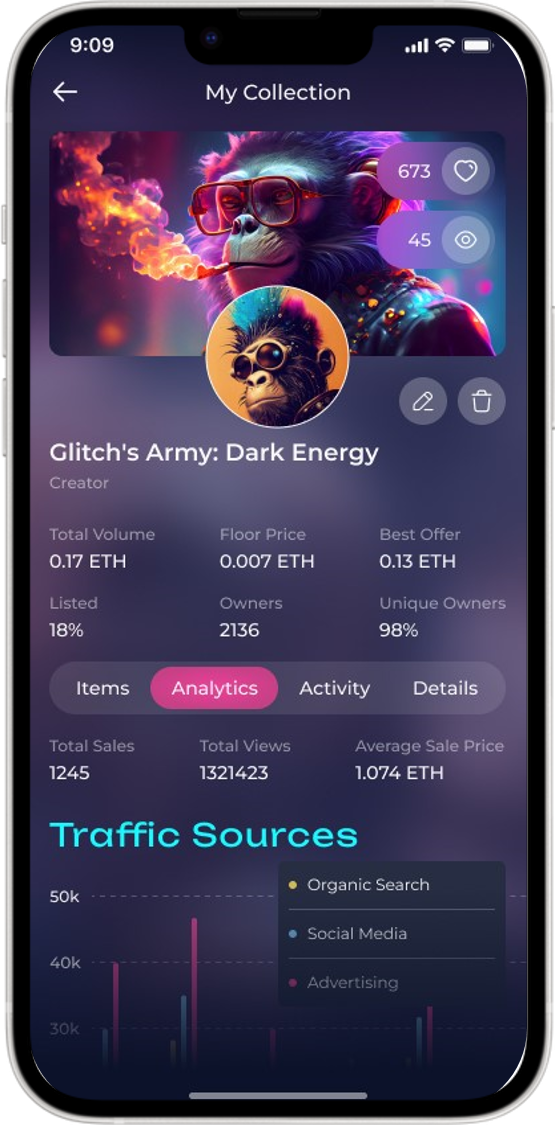 9:09
My Collection
673
45
Glitch's Army: Dark Energy
Creator
Total Volume Floor Price Best Offer
0.17 ETH 0.007 ETH 0.13 ETH
Listed Owners Unique Owners
18% 2136 98%
Items Analytics Activity Details
Total Sales Total Views Average Sale Price
1245 1321423 1.074 ETH
Traffic Sources
Organic Search
50k
Social Media
40k
Advertising
30k